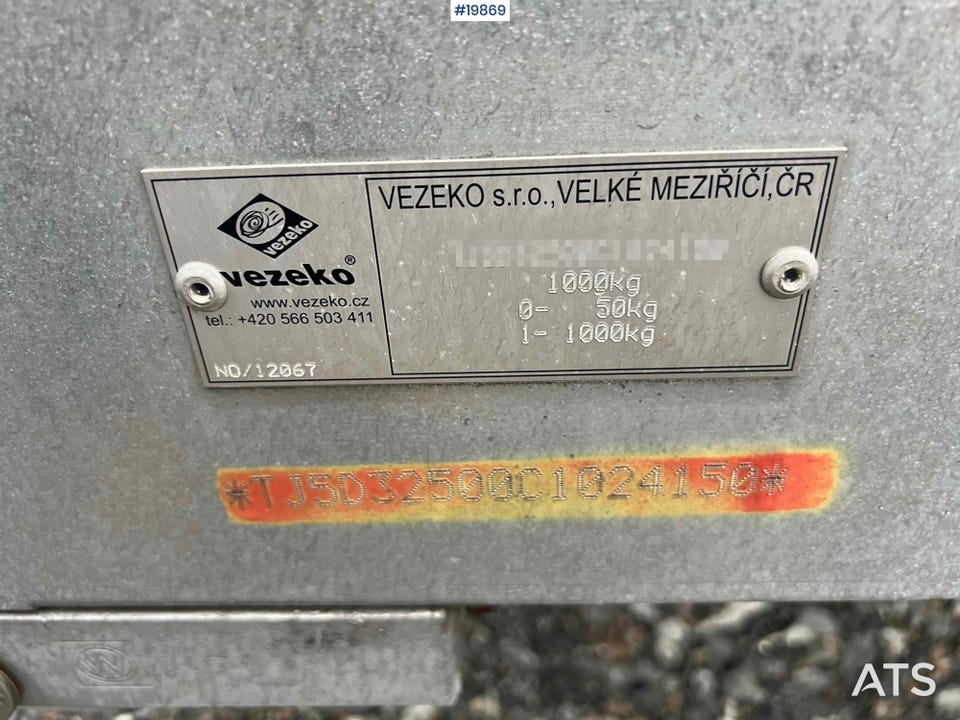 #19869
VEZEKO s.r.o.,VELKÉ MEZIŘÍČÍ,ČR
vezeko
vezeko®
www.vezeko.cz
tel.: +420 566 503 411
NO/12067
1000kg
0- 50kg
1- 1000kg
*TJ5D32500C1024150*
ATS